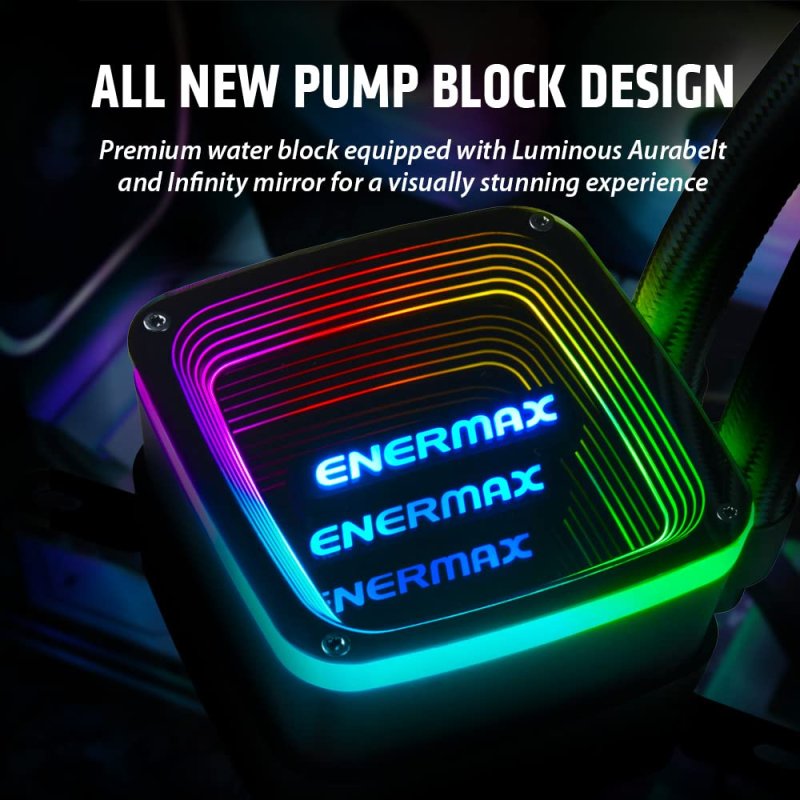 ALL NEW PUMP BLOCK DESIGN
Premium water block equipped with Luminous Aurabelt
and Infinity mirror for a visually stunning experience
ENERMAX
ENERMAX
ENERMAX